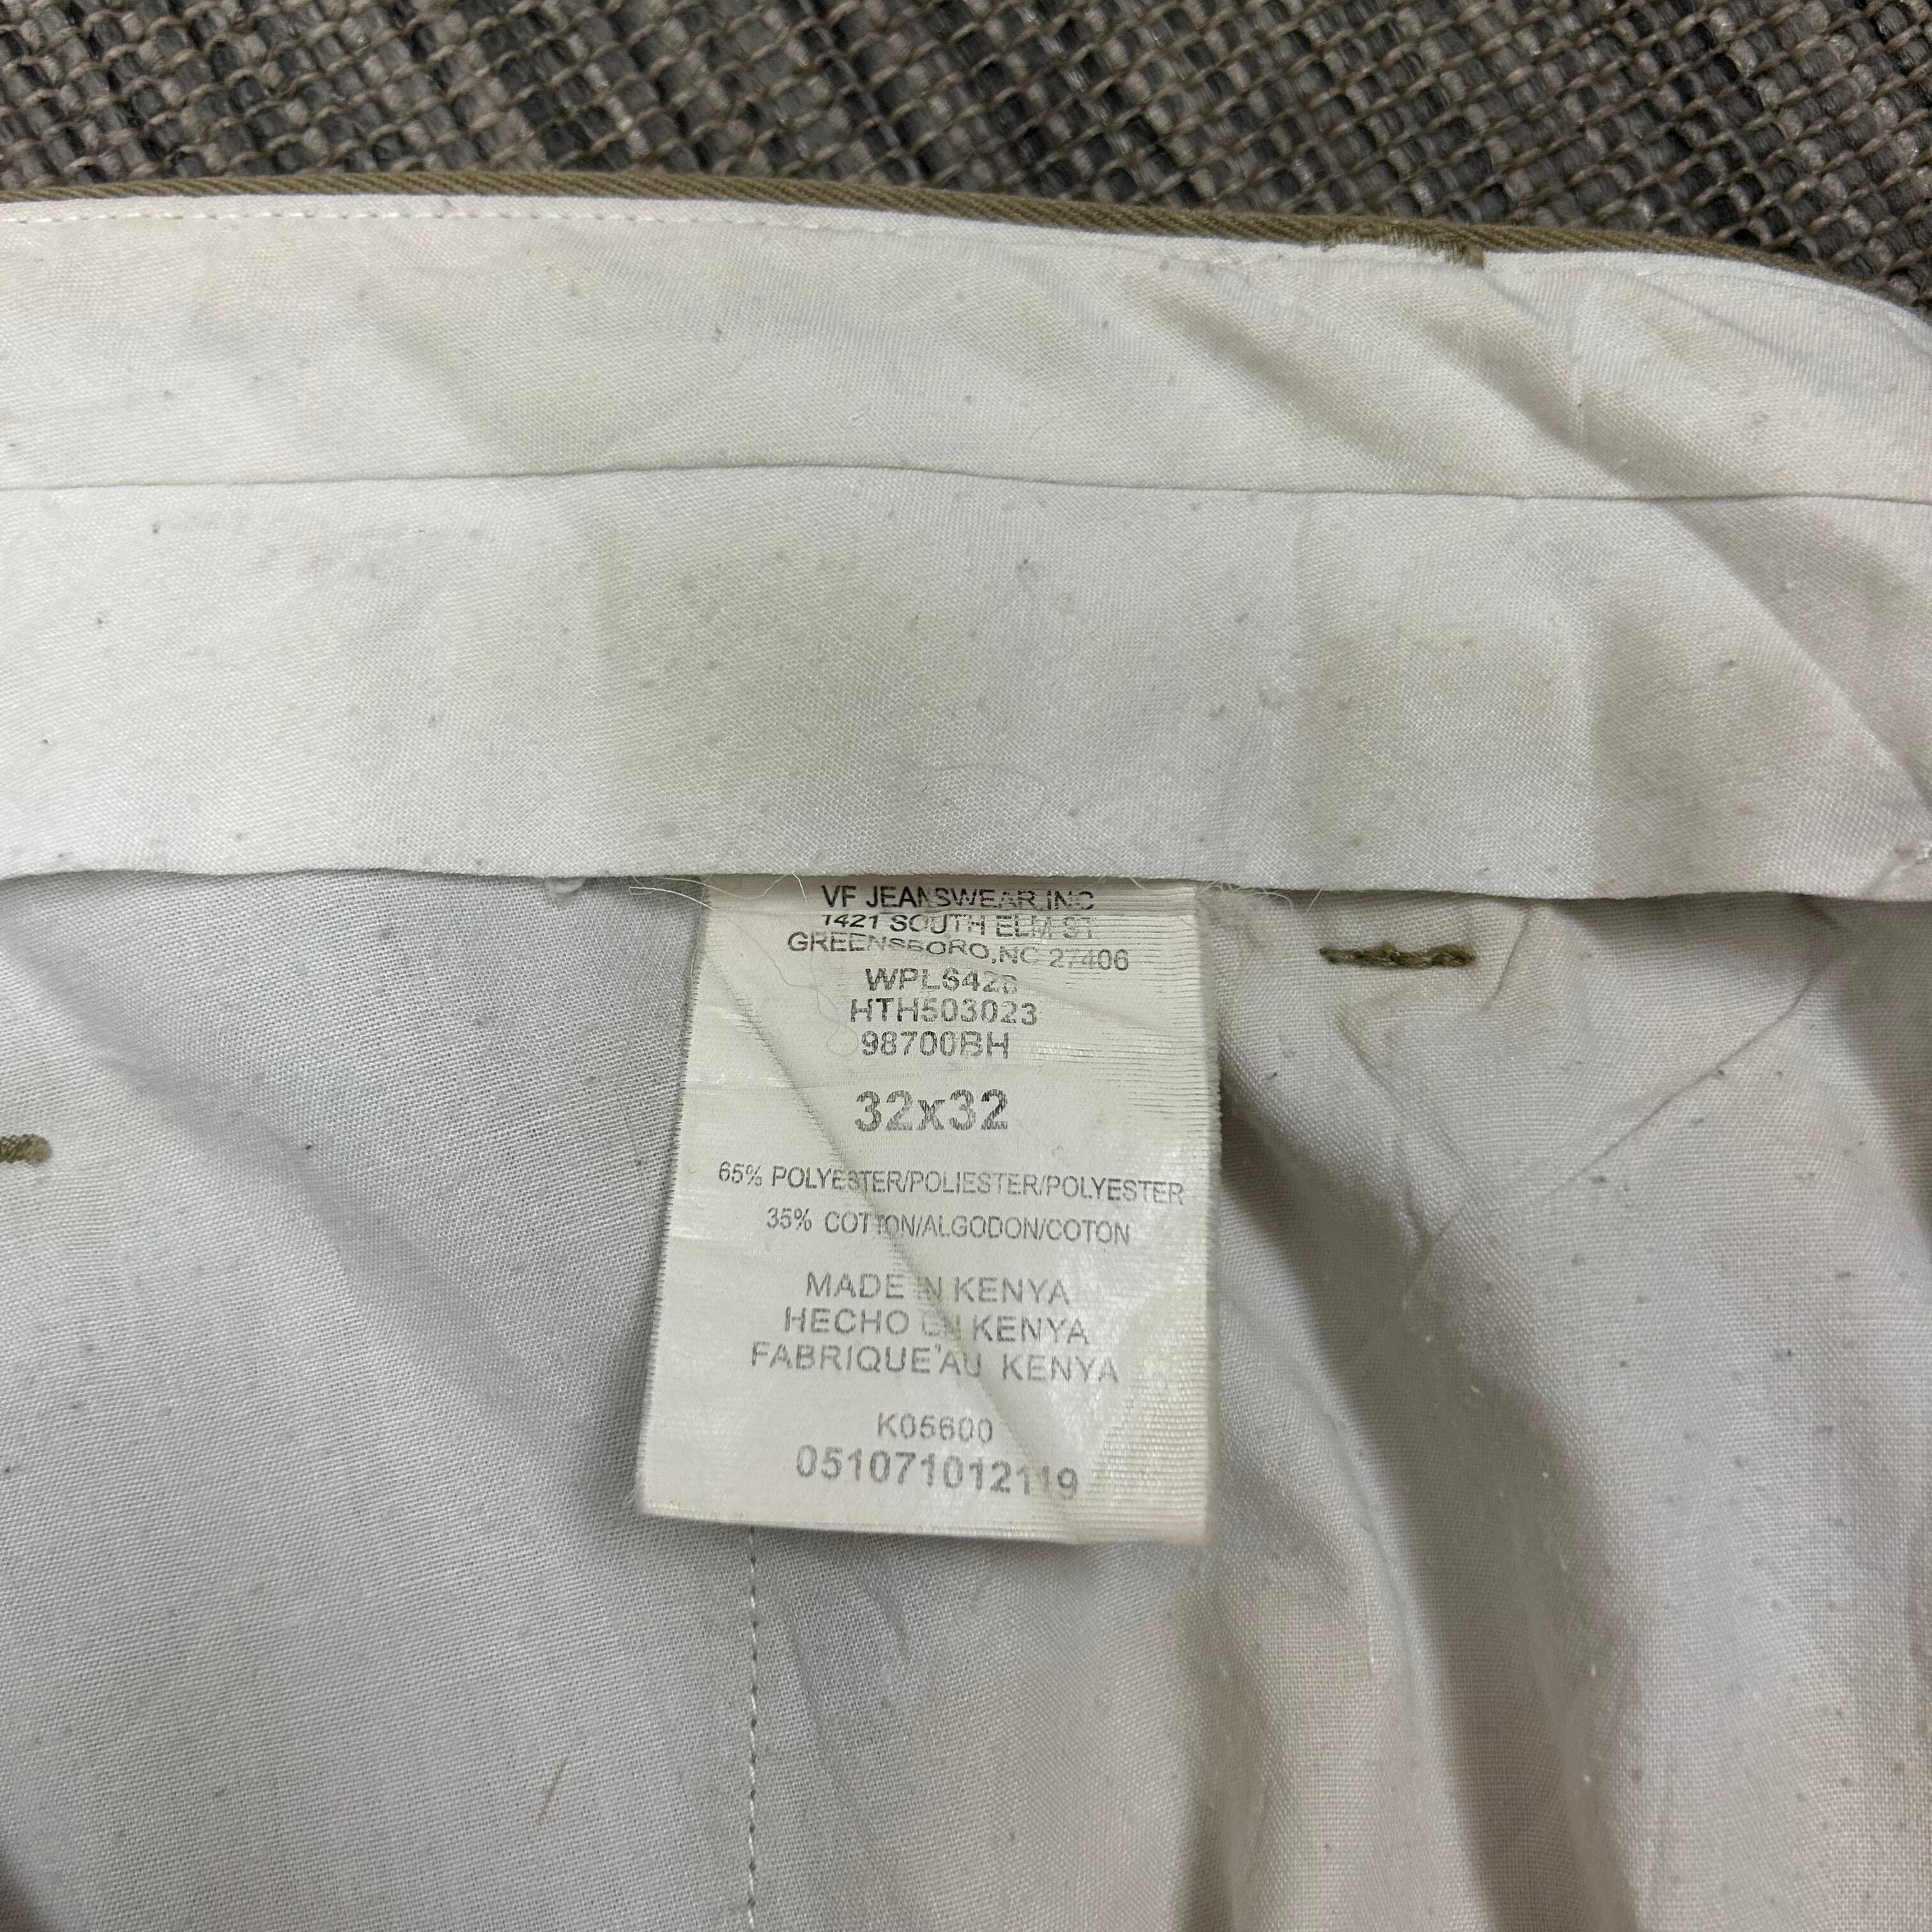 VF JEANSWEAR,INC
1421 SOUTH ELM ST
GREENSBORO,NC 27406
WPL6428
HTH503023
98700BH
32x32
65% POLYESTER/POLIESTER/POLYESTER
35% COTTON/ALGODON/COTON
MADE IN KENYA
HECHO EN KENYA
FABRIQUE'AU KENYA
K05600
051071012119